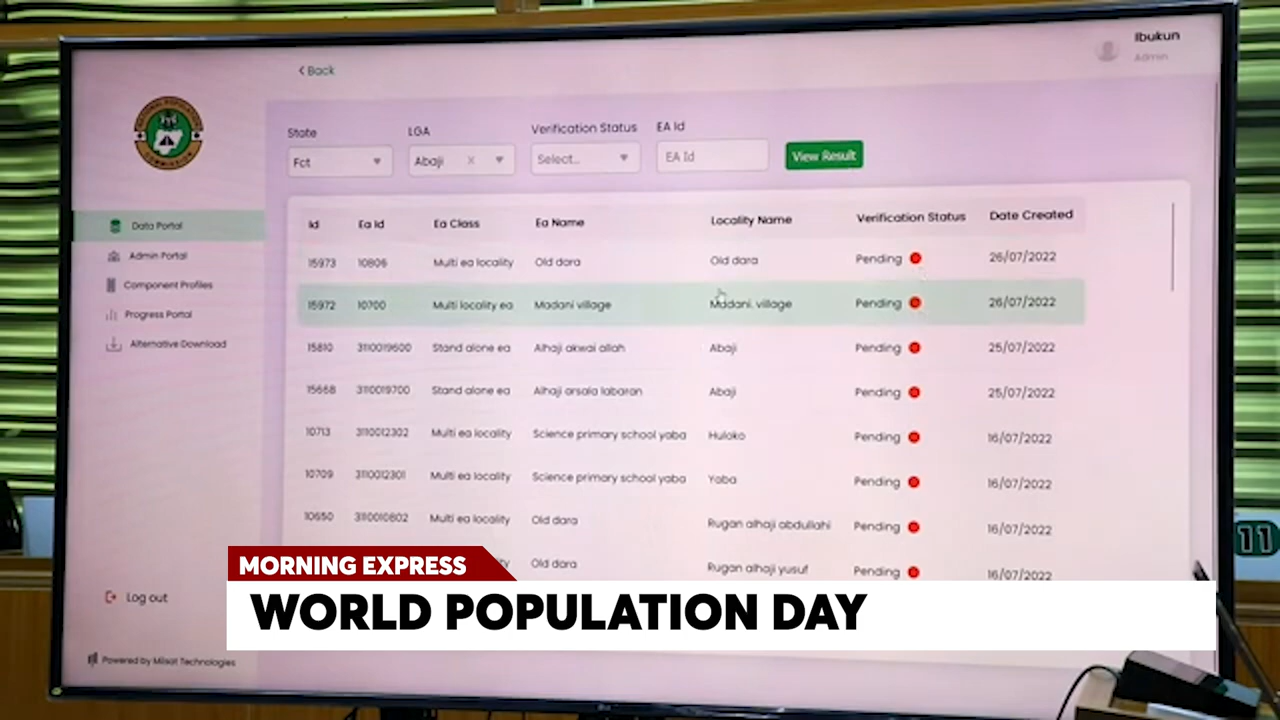 Ibukun
Admin
Back
NATIONAL POPULATION
COMMISSION
State LGA Verification Status EA Id
Fct Abaji x Select... EA Id View Result
Data Portal
Admin Portal
Component Profiles
Progress Portal
Alternative Download
Id Ea Id Ea Class Ea Name Locality Name Verification Status Date Created
15973 10806 Multi ea locality Old dara Old dara Pending 26/07/2022
15972 10700 Multi locality ea Madani village Madani. village Pending 26/07/2022
15810 3110019600 Stand alone ea Alhaji akwai allah Abaji Pending 25/07/2022
15668 3110019700 Stand alone ea Alhaji arsala labaran Abaji Pending 25/07/2022
10713 3110012302 Multi ea locality Science primary school yaba Huloko Pending 16/07/2022
10709 3110012301 Multi ea locality Science primary school yaba Yaba Pending 16/07/2022
10650 3110010802 Multi ea locality Old dara Rugan alhaji abdullahi Pending 16/07/2022
Old dara Rugan alhaji yusuf Pending 16/07/2022
Log out
Powered by Milsat Technologies
11
MORNING EXPRESS
WORLD POPULATION DAY
LG